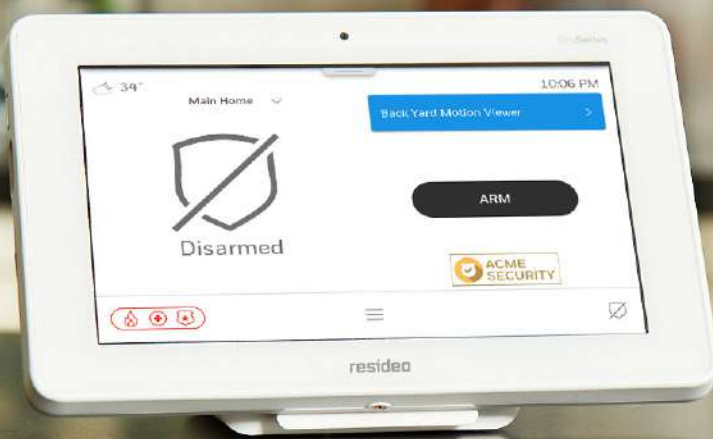 34°
10:06 PM
Main Home
Back Yard Motion Viewer
ARM
Disarmed
ACME
SECURITY
resideo